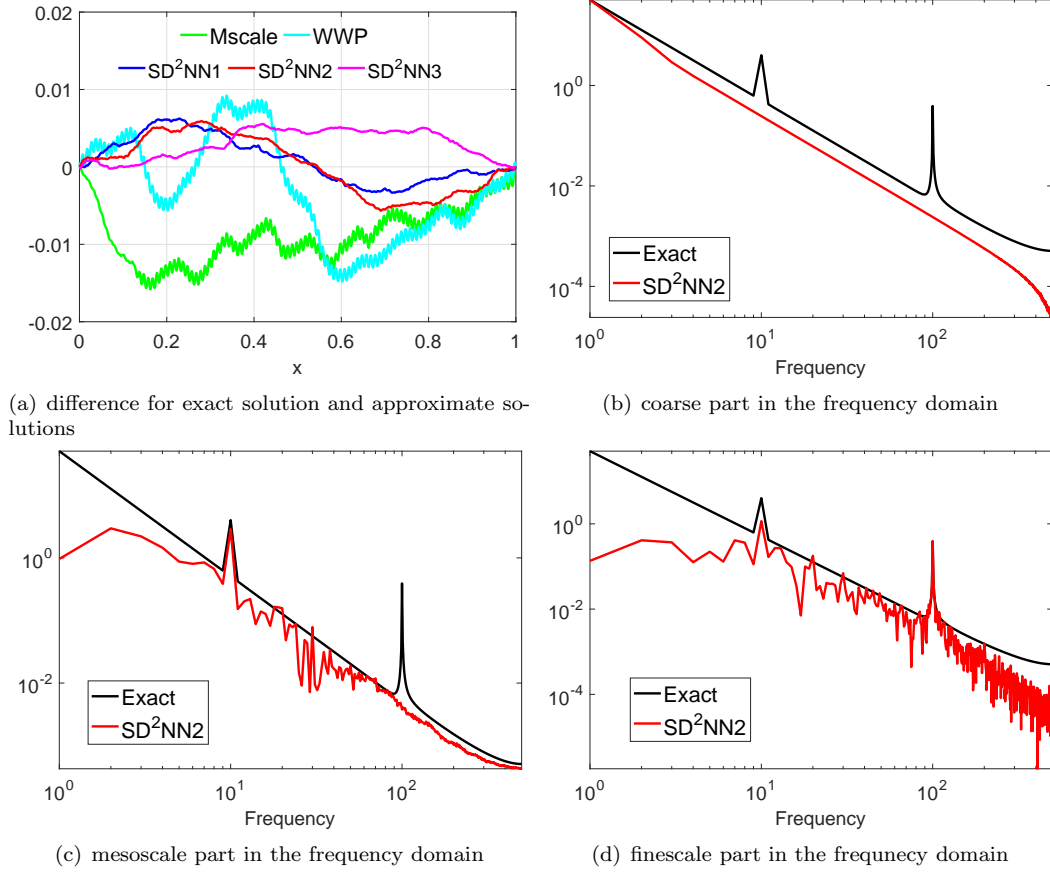 0.02
0.01
0
-0.01
-0.02
Mscale WWP
SD²NN1 SD²NN2 SD²NN3
0 0.2 0.4 0.6 0.8 1
x
(a) difference for exact solution and approximate so-
lutions
10⁰
10⁻²
10⁻⁴
Exact
SD²NN2
10⁰ 10¹ 10²
Frequency
(b) coarse part in the frequency domain
10⁰
10⁻²
Exact
SD²NN2
10⁰ 10¹ 10²
Frequency
(c) mesoscale part in the frequency domain
10⁰
10⁻²
10⁻⁴
Exact
SD²NN2
10⁰ 10¹ 10²
Frequency
(d) finescale part in the frequnecy domain